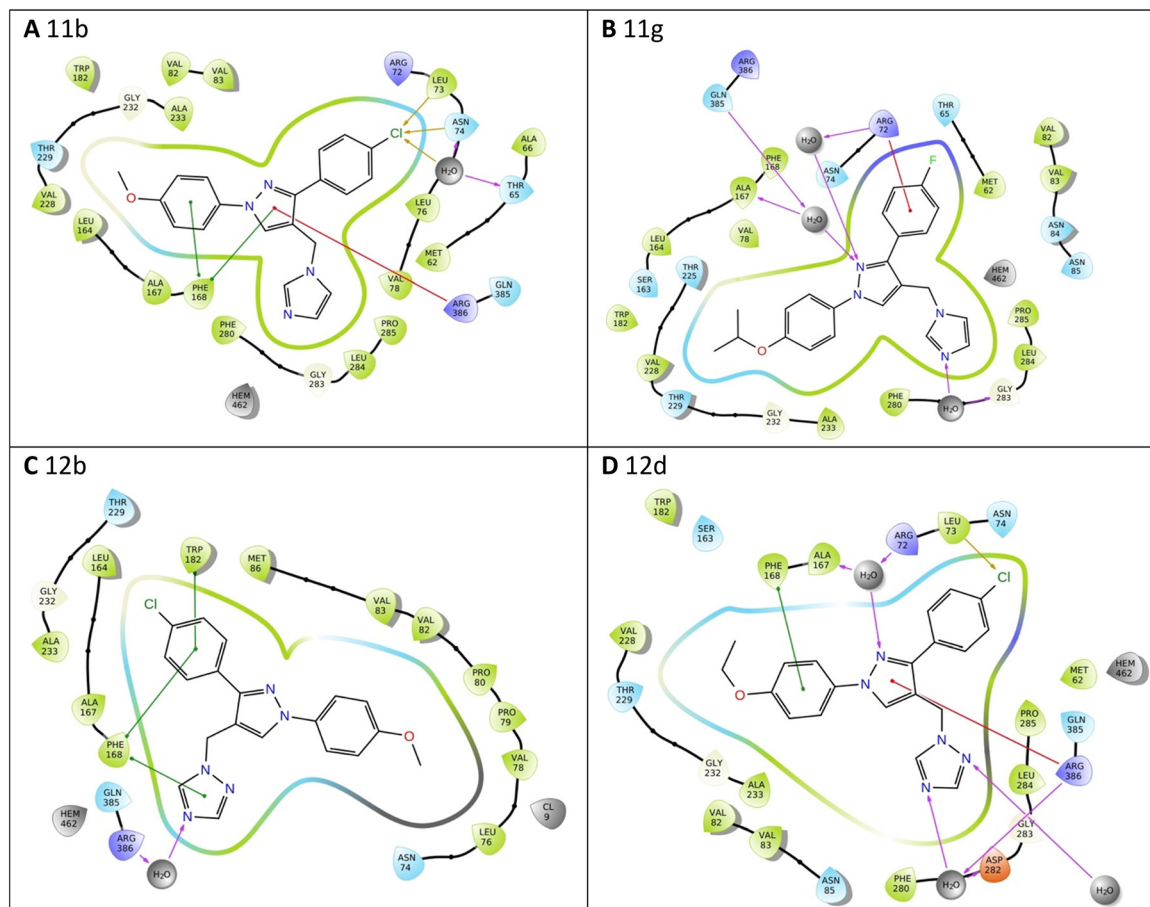 A 11b
TRP
182
VAL
82
VAL
83
GLY
232
ALA
233
THR
229
VAL
228
LEU
164
ALA
167
PHE
168
PHE
280
GLY
283
LEU
284
PRO
285
HEM
462
ARG
72
LEU
73
ASN
74
ALA
66
H₂O
THR
65
LEU
76
MET
62
VAL
78
ARG
386
GLN
385
Cl
O
N
N
N
N
B 11g
ARG
386
GLN
385
PHE
168
ALA
167
VAL
78
LEU
164
SER
163
THR
225
TRP
182
VAL
228
THR
229
GLY
232
ALA
233
H₂O
H₂O
ARG
72
ASN
74
THR
65
MET
62
VAL
82
VAL
83
ASN
84
ASN
85
HEM
462
PRO
285
LEU
284
GLY
283
PHE
280
H₂O
F
N
N
N
N
O
C 12b
THR
229
LEU
164
GLY
232
ALA
233
TRP
182
MET
86
VAL
83
VAL
82
PRO
80
PRO
79
VAL
78
CL
9
LEU
76
ASN
74
ALA
167
PHE
168
GLN
385
HEM
462
ARG
386
H₂O
Cl
N
N
N
N
N
O
D 12d
TRP
182
SER
163
PHE
168
ALA
167
H₂O
ARG
72
LEU
73
ASN
74
VAL
228
THR
229
GLY
232
ALA
233
VAL
82
VAL
83
ASN
85
PHE
280
H₂O
ASP
282
GLY
283
LEU
284
PRO
285
GLN
385
ARG
386
MET
62
HEM
462
H₂O
Cl
O
N
N
N
N
N